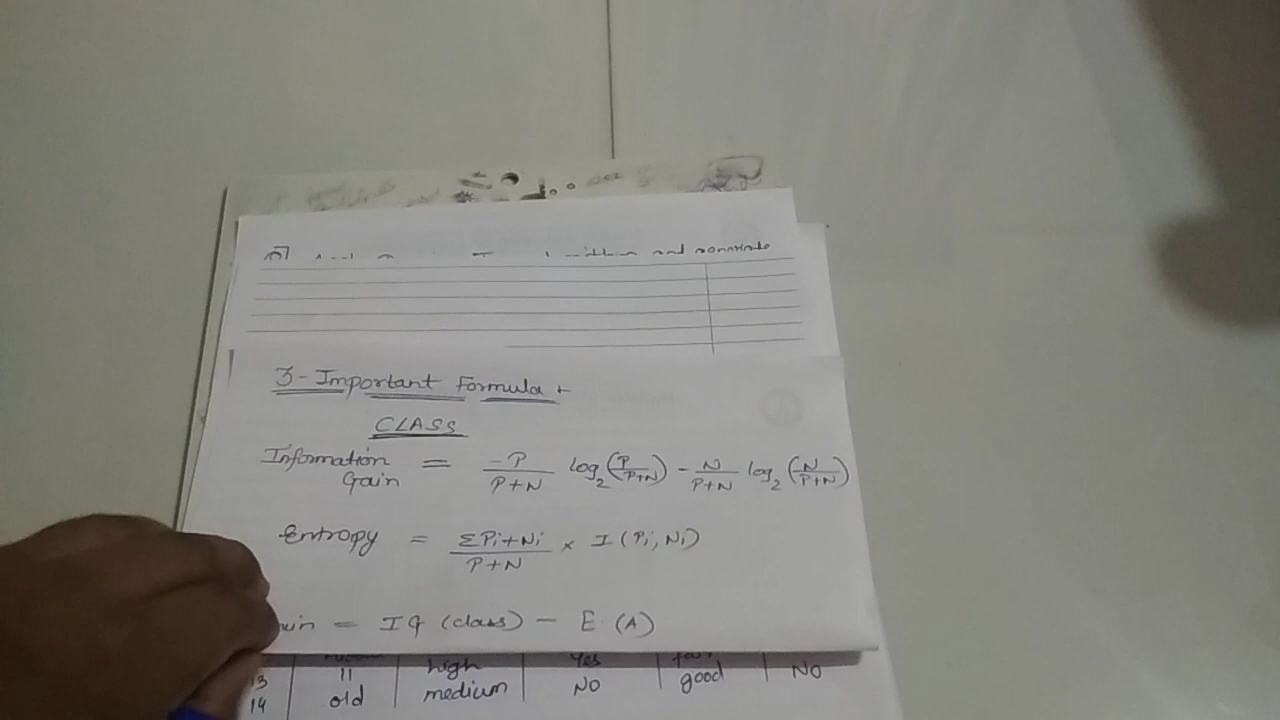 and
3-Important Formula +
CLASS
Information Gain = -P/P+N log₂(P/P+N) - N/P+N log₂(N/P+N)
Entropy = ΣPi+Ni/P+N × I(Pi,Ni)
= IG (class) - E (A)
13 11 high Yes No
14 old medium NO good